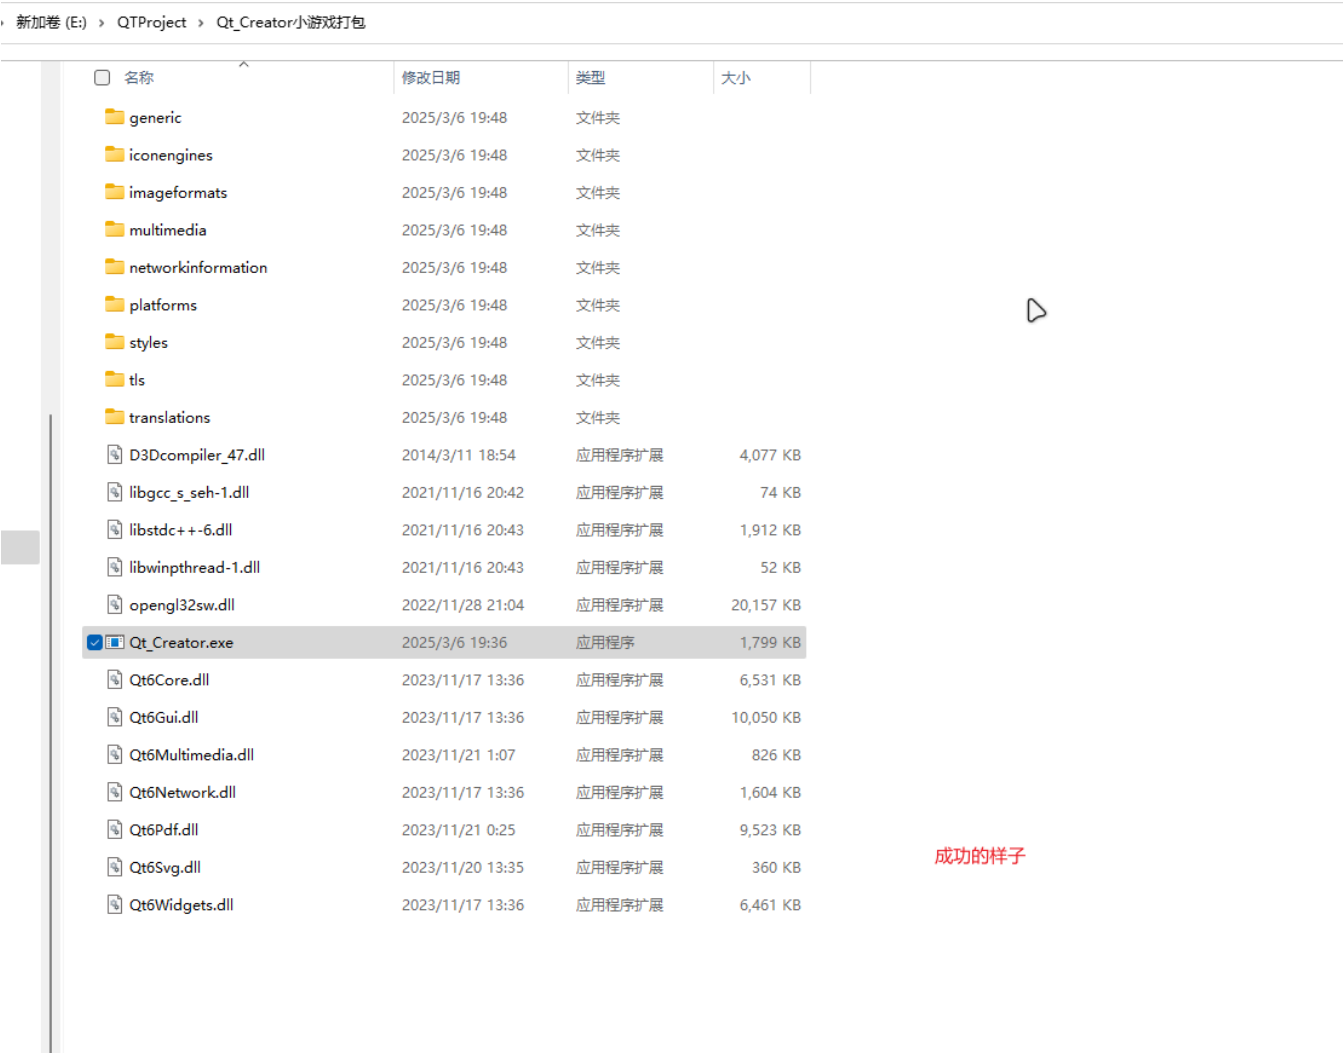 新加卷 (E:) › QTProject › Qt_Creator小游戏打包
名称 修改日期 类型 大小
generic 2025/3/6 19:48 文件夹
iconengines 2025/3/6 19:48 文件夹
imageformats 2025/3/6 19:48 文件夹
multimedia 2025/3/6 19:48 文件夹
networkinformation 2025/3/6 19:48 文件夹
platforms 2025/3/6 19:48 文件夹
styles 2025/3/6 19:48 文件夹
tls 2025/3/6 19:48 文件夹
translations 2025/3/6 19:48 文件夹
D3Dcompiler_47.dll 2014/3/11 18:54 应用程序扩展 4,077 KB
libgcc_s_seh-1.dll 2021/11/16 20:42 应用程序扩展 74 KB
libstdc++-6.dll 2021/11/16 20:43 应用程序扩展 1,912 KB
libwinpthread-1.dll 2021/11/16 20:43 应用程序扩展 52 KB
opengl32sw.dll 2022/11/28 21:04 应用程序扩展 20,157 KB
Qt_Creator.exe 2025/3/6 19:36 应用程序 1,799 KB
Qt6Core.dll 2023/11/17 13:36 应用程序扩展 6,531 KB
Qt6Gui.dll 2023/11/17 13:36 应用程序扩展 10,050 KB
Qt6Multimedia.dll 2023/11/21 1:07 应用程序扩展 826 KB
Qt6Network.dll 2023/11/17 13:36 应用程序扩展 1,604 KB
Qt6Pdf.dll 2023/11/21 0:25 应用程序扩展 9,523 KB
成功的样子
Qt6Svg.dll 2023/11/20 13:35 应用程序扩展 360 KB
Qt6Widgets.dll 2023/11/17 13:36 应用程序扩展 6,461 KB